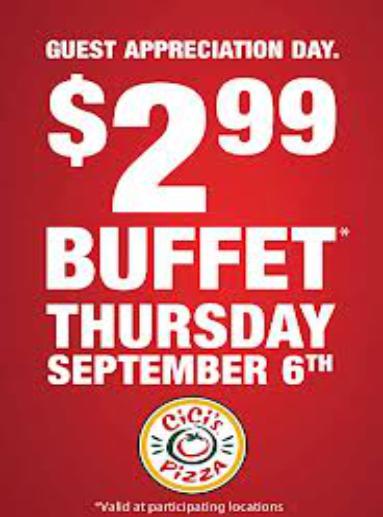 GUEST APPRECIATION DAY.
$2.99
BUFFET*
THURSDAY
SEPTEMBER 6TH
CiCi's
PiZZA
*Valid at participating locations